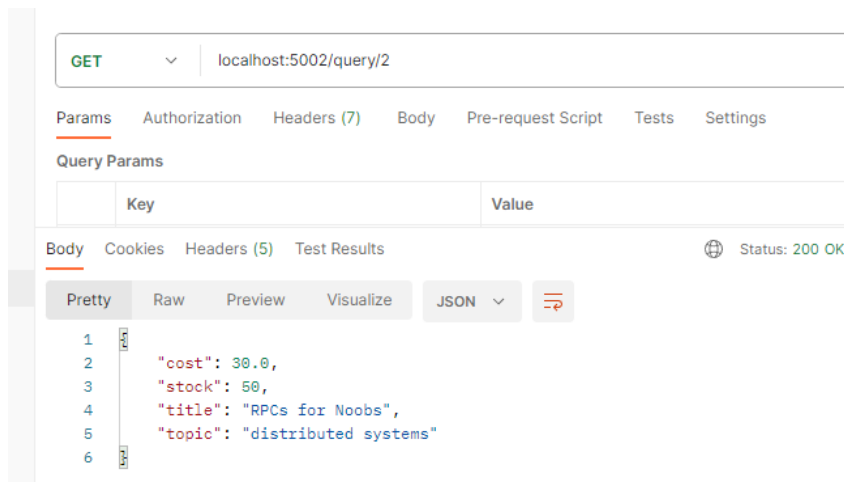 GET localhost:5002/query/2
Params Authorization Headers (7) Body Pre-request Script Tests Settings
Query Params
Key Value
Body Cookies Headers (5) Test Results Status: 200 OK
Pretty Raw Preview Visualize JSON
1 {
2 "cost": 30.0,
3 "stock": 50,
4 "title": "RPCs for Noobs",
5 "topic": "distributed systems"
6 }